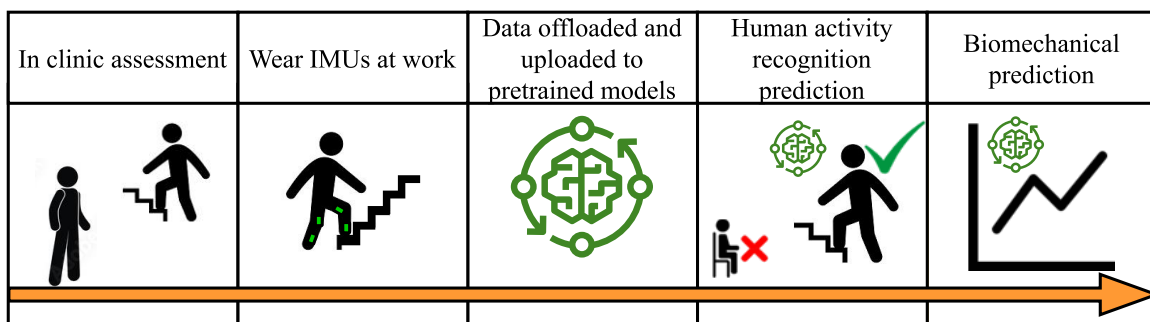 In clinic assessment
Wear IMUs at work
Data offloaded and
uploaded to
pretrained models
Human activity
recognition
prediction
Biomechanical
prediction